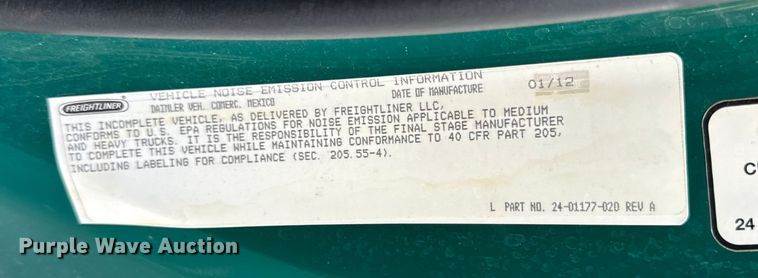 VEHICLE NOISE EMISSION CONTROL INFORMATION
FREIGHTLINER DAIMLER VEH. COMERC. MEXICO DATE OF MANUFACTURE 01/12
THIS INCOMPLETE VEHICLE, AS DELIVERED BY FREIGHTLINER LLC,
CONFORMS TO U.S. EPA REGULATIONS FOR NOISE EMISSION APPLICABLE TO MEDIUM
AND HEAVY TRUCKS. IT IS THE RESPONSIBILITY OF THE FINAL STAGE MANUFACTURER
TO COMPLETE THIS VEHICLE WHILE MAINTAINING CONFORMANCE TO 40 CFR PART 205,
INCLUDING LABELING FOR COMPLIANCE (SEC. 205.55-4).
L PART NO. 24-01177-020 REV A
24
Purple Wave Auction